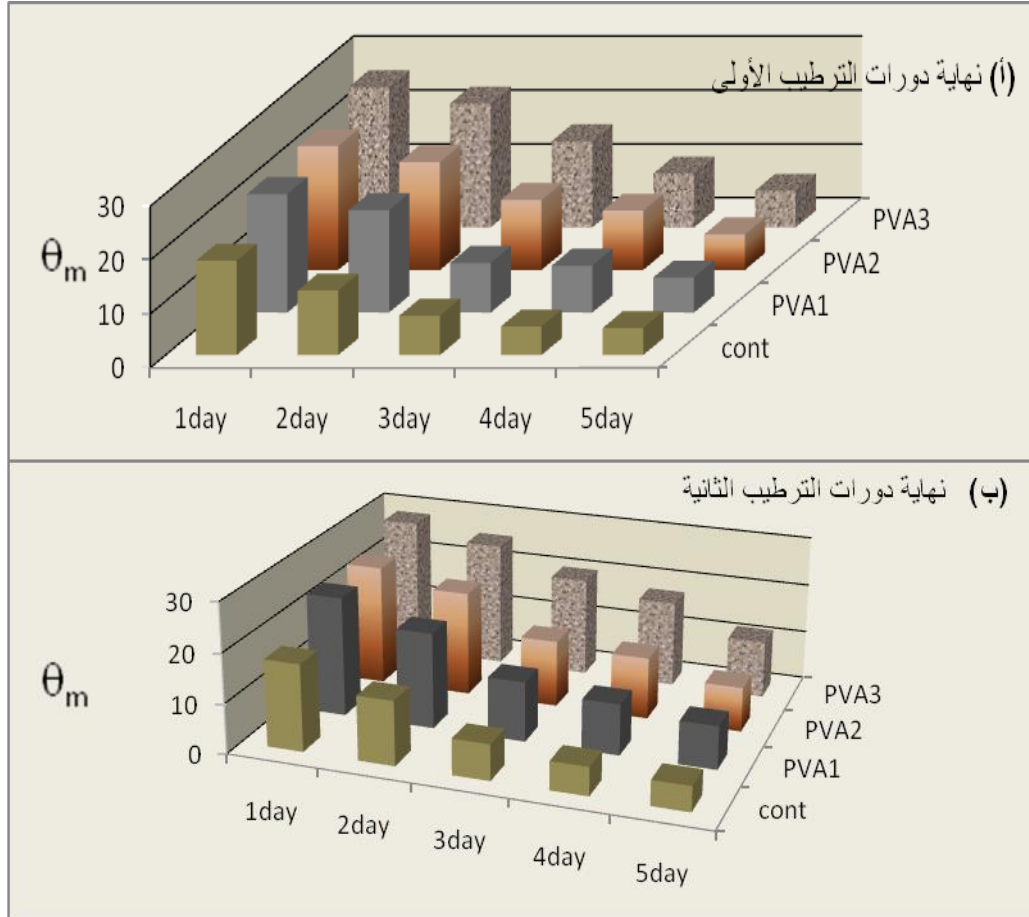 (أ) نهاية دورات الترطيب الأولى
θm
30
20
10
0
1day 2day 3day 4day 5day
cont
PVA1
PVA2
PVA3
(ب) نهاية دورات الترطيب الثانية
θm
30
20
10
0
1day 2day 3day 4day 5day
cont
PVA1
PVA2
PVA3